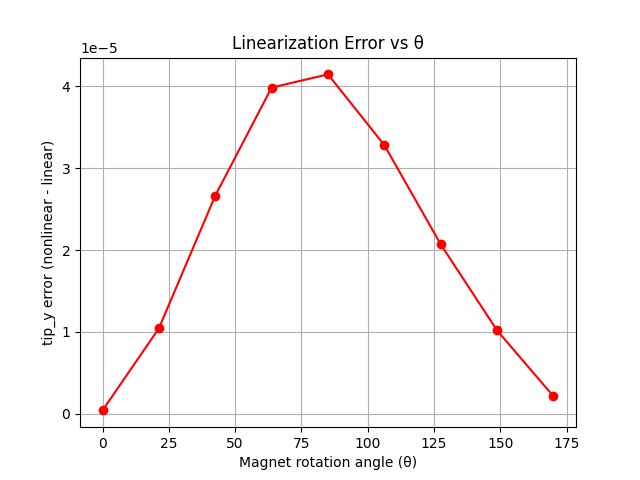 Linearization Error vs θ
1e−5
4
3
2
1
0
tip_y error (nonlinear - linear)
0 25 50 75 100 125 150 175
Magnet rotation angle (θ)